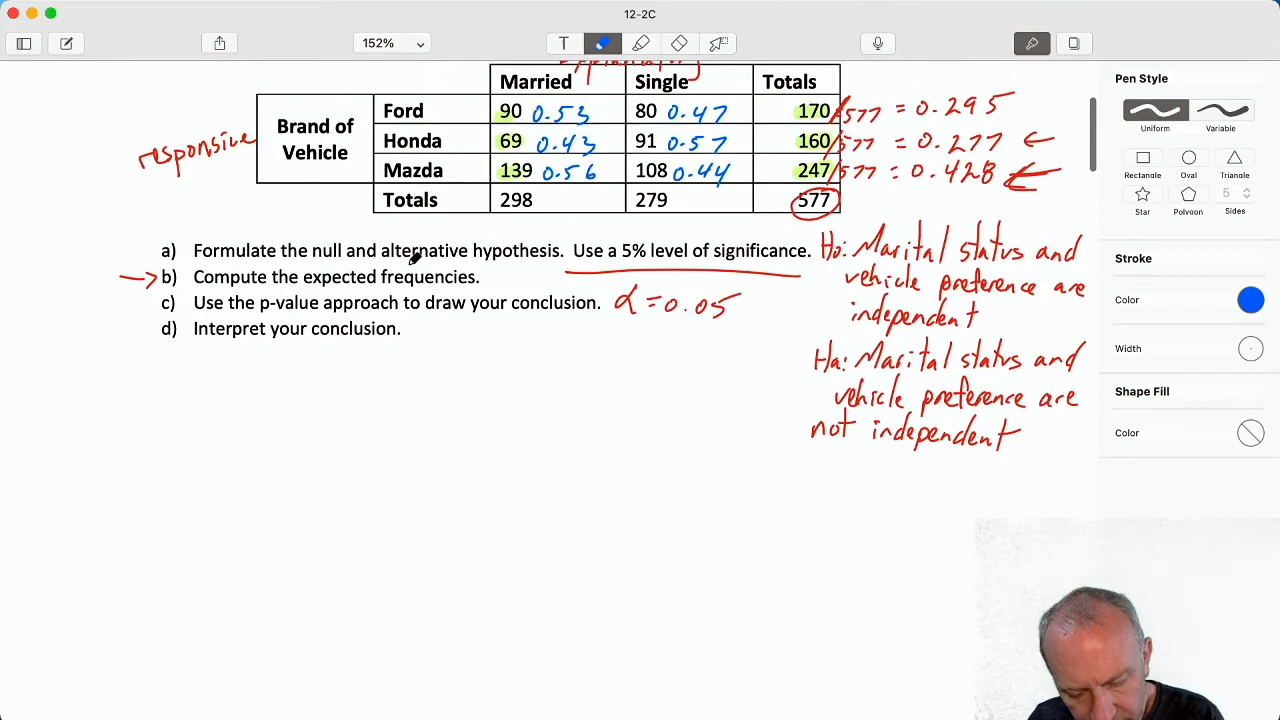 12-2C
152%
T
Pen Style
Uniform
Variable
Rectangle
Oval
Triangle
Star
Polygon
5
Sides
Stroke
Color
Width
Shape Fill
Color
Married
Single
Totals
Brand of
Vehicle
responsive
Ford
90 0.53
80 0.47
170 /577 = 0.295
Honda
69 0.43
91 0.57
160 /577 = 0.277 ←
Mazda
139 0.56
108 0.44
247 /577 = 0.428 ←
Totals
298
279
577
a) Formulate the null and alternative hypothesis. Use a 5% level of significance.
→ b) Compute the expected frequencies.
c) Use the p-value approach to draw your conclusion. α = 0.05
d) Interpret your conclusion.
Ho: Marital status and
vehicle preference are
independent
Ha: Marital status and
vehicle preference are
not independent